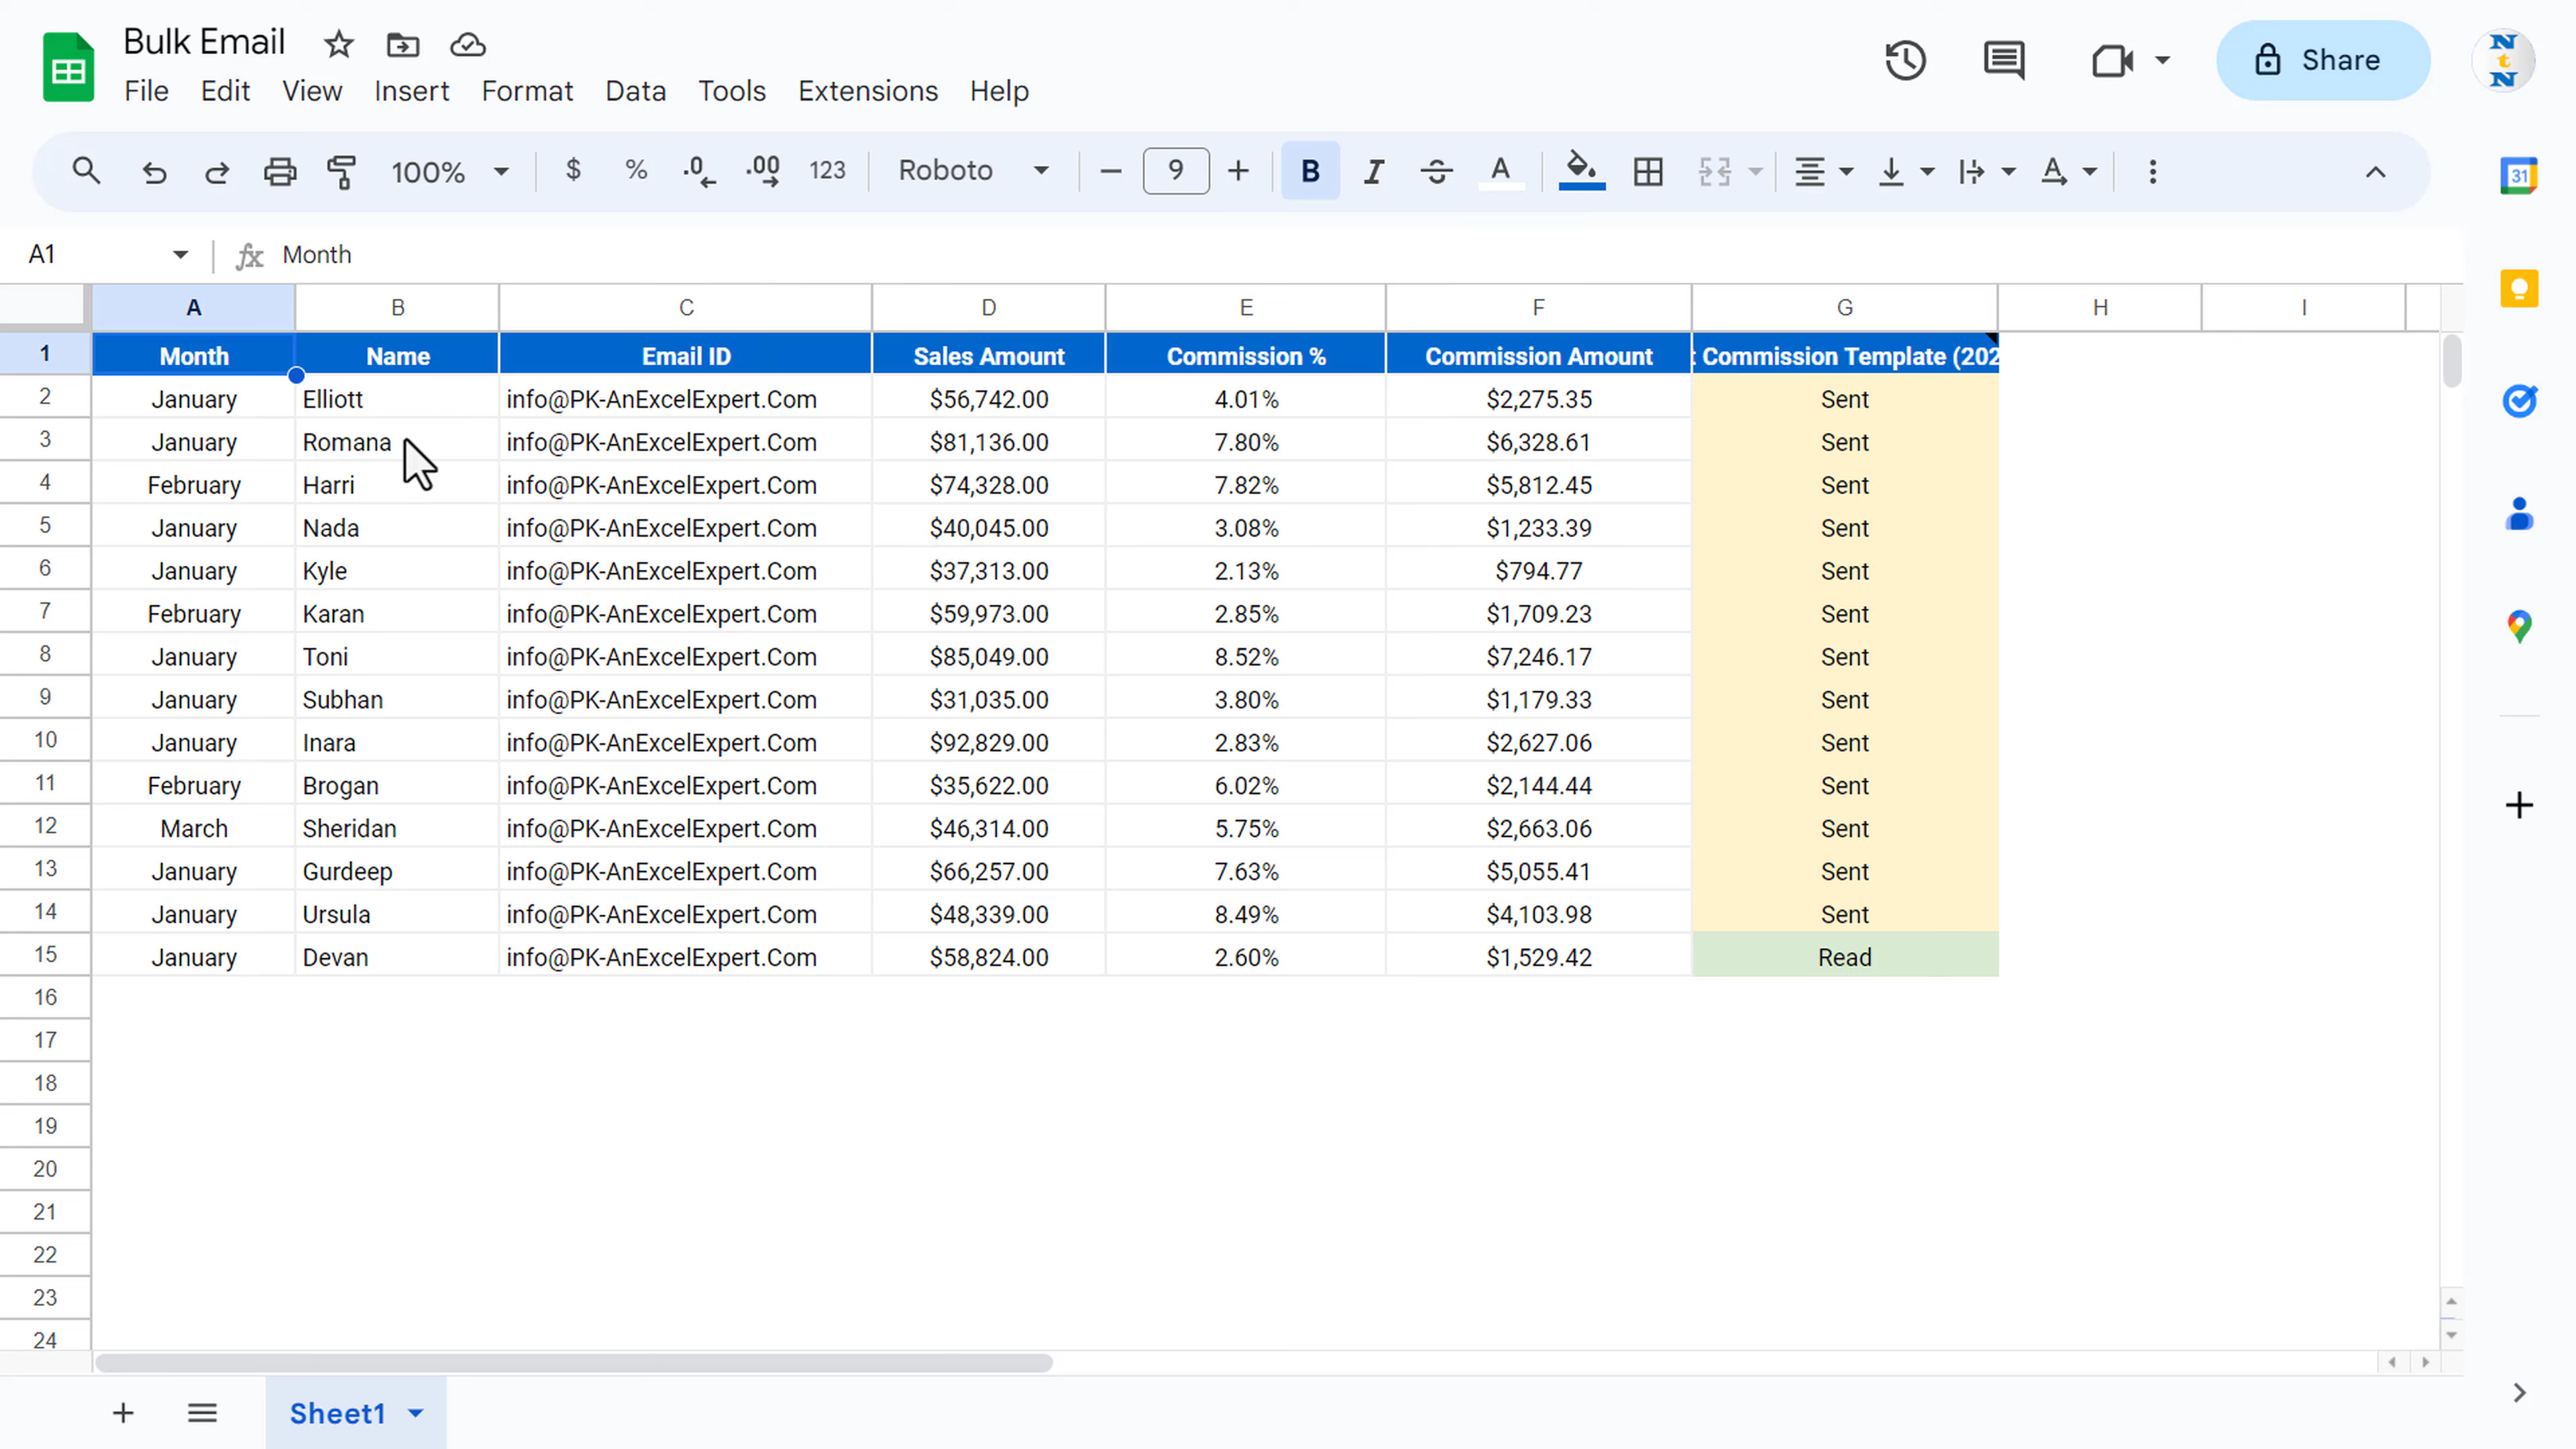 Bulk Email
File Edit View Insert Format Data Tools Extensions Help
Share
100% $ % .0 .00 123 Roboto 9 B I A A
31
A1 fx Month
A B C D E F G H I
1 Month Name Email ID Sales Amount Commission % Commission Amount : Commission Template (202
2 January Elliott info@PK-AnExcelExpert.Com $56,742.00 4.01% $2,275.35 Sent
3 January Romana info@PK-AnExcelExpert.Com $81,136.00 7.80% $6,328.61 Sent
4 February Harri info@PK-AnExcelExpert.Com $74,328.00 7.82% $5,812.45 Sent
5 January Nada info@PK-AnExcelExpert.Com $40,045.00 3.08% $1,233.39 Sent
6 January Kyle info@PK-AnExcelExpert.Com $37,313.00 2.13% $794.77 Sent
7 February Karan info@PK-AnExcelExpert.Com $59,973.00 2.85% $1,709.23 Sent
8 January Toni info@PK-AnExcelExpert.Com $85,049.00 8.52% $7,246.17 Sent
9 January Subhan info@PK-AnExcelExpert.Com $31,035.00 3.80% $1,179.33 Sent
10 January Inara info@PK-AnExcelExpert.Com $92,829.00 2.83% $2,627.06 Sent
11 February Brogan info@PK-AnExcelExpert.Com $35,622.00 6.02% $2,144.44 Sent
12 March Sheridan info@PK-AnExcelExpert.Com $46,314.00 5.75% $2,663.06 Sent
13 January Gurdeep info@PK-AnExcelExpert.Com $66,257.00 7.63% $5,055.41 Sent
14 January Ursula info@PK-AnExcelExpert.Com $48,339.00 8.49% $4,103.98 Sent
15 January Devan info@PK-AnExcelExpert.Com $58,824.00 2.60% $1,529.42 Read
16
17
18
19
20
21
22
23
24
Sheet1
N
t
N